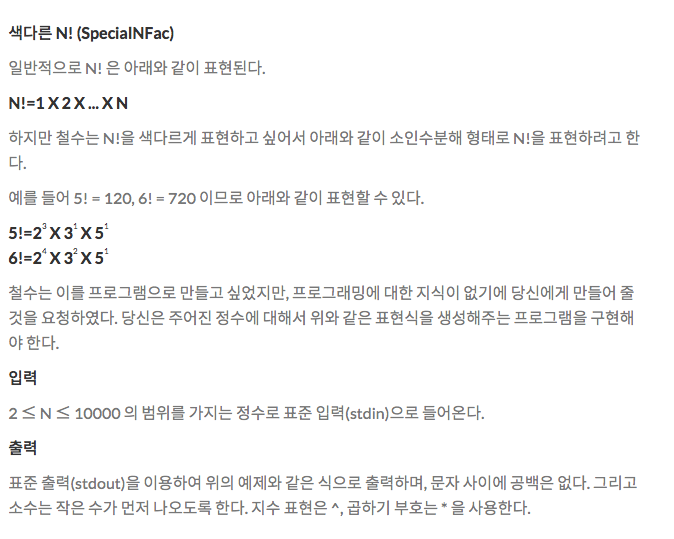 색다른 N! (SpecialNFac)
일반적으로 N! 은 아래와 같이 표현된다.
N!=1 X 2 X ... X N
하지만 철수는 N!을 색다르게 표현하고 싶어서 아래와 같이 소인수분해 형태로 N!을 표현하려고 한
다.
예를 들어 5! = 120, 6! = 720 이므로 아래와 같이 표현할 수 있다.
5!=2³ X 3¹ X 5¹
6!=2⁴ X 3² X 5¹
철수는 이를 프로그램으로 만들고 싶었지만, 프로그래밍에 대한 지식이 없기에 당신에게 만들어 줄
것을 요청하였다. 당신은 주어진 정수에 대해서 위와 같은 표현식을 생성해주는 프로그램을 구현해
야 한다.
입력
2 ≤ N ≤ 10000 의 범위를 가지는 정수로 표준 입력(stdin)으로 들어온다.
출력
표준 출력(stdout)을 이용하여 위의 예제와 같은 식으로 출력하며, 문자 사이에 공백은 없다. 그리고
소수는 작은 수가 먼저 나오도록 한다. 지수 표현은 ^, 곱하기 부호는 * 을 사용한다.